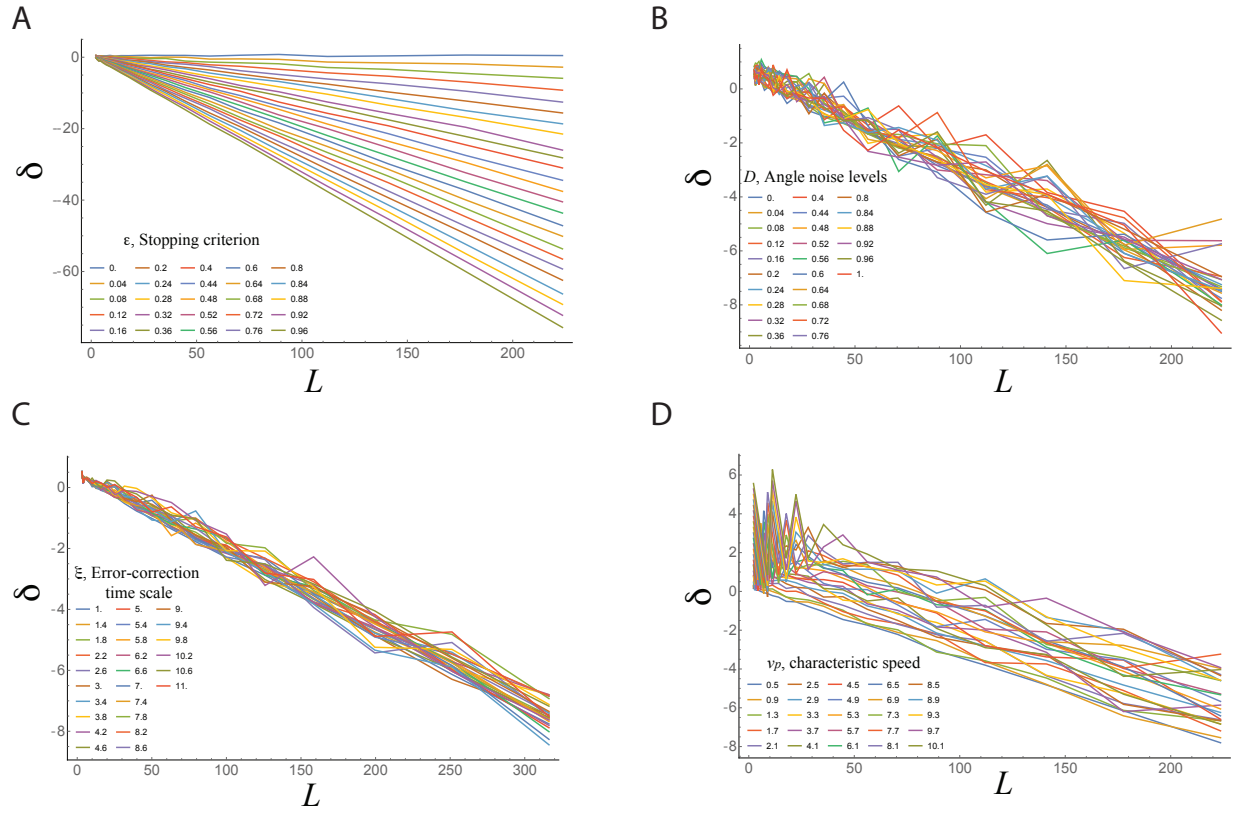 A
δ
0
−20
−40
−60
ε, Stopping criterion
0. 0.2 0.4 0.6 0.8
0.04 0.24 0.44 0.64 0.84
0.08 0.28 0.48 0.68 0.88
0.12 0.32 0.52 0.72 0.92
0.16 0.36 0.56 0.76 0.96
0 50 100 150 200
L
B
δ
0
−2
−4
−6
−8
D, Angle noise levels
0. 0.4 0.8
0.04 0.44 0.84
0.08 0.48 0.88
0.12 0.52 0.92
0.16 0.56 0.96
0.2 0.6 1.
0.24 0.64
0.28 0.68
0.32 0.72
0.36 0.76
0 50 100 150 200
L
C
δ
0
−2
−4
−6
−8
ξ, Error-correction
time scale
1. 5. 9.
1.4 5.4 9.4
1.8 5.8 9.8
2.2 6.2 10.2
2.6 6.6 10.6
3. 7. 11.
3.4 7.4
3.8 7.8
4.2 8.2
4.6 8.6
0 50 100 150 200 250 300
L
D
δ
6
4
2
0
−2
−4
−6
−8
vp, characteristic speed
0.5 2.5 4.5 6.5 8.5
0.9 2.9 4.9 6.9 8.9
1.3 3.3 5.3 7.3 9.3
1.7 3.7 5.7 7.7 9.7
2.1 4.1 6.1 8.1 10.1
0 50 100 150 200
L